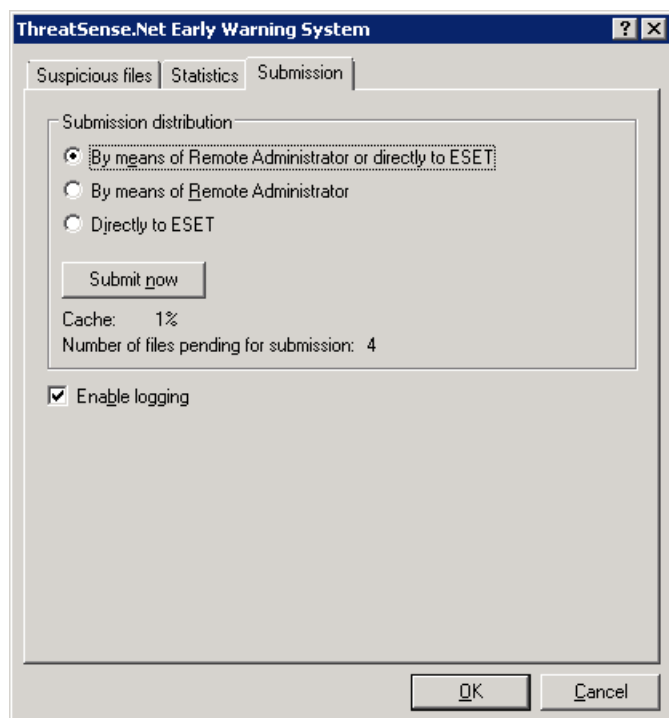 ThreatSense.Net Early Warning System
Suspicious files Statistics Submission
Submission distribution
By means of Remote Administrator or directly to ESET
By means of Remote Administrator
Directly to ESET
Submit now
Cache: 1%
Number of files pending for submission: 4
Enable logging
OK Cancel